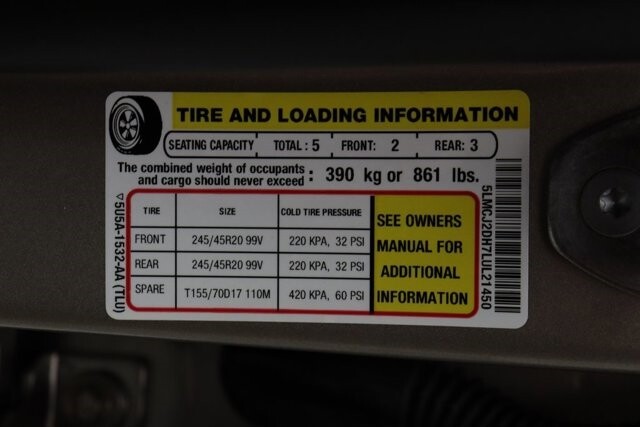 TIRE AND LOADING INFORMATION
SEATING CAPACITY TOTAL : 5 FRONT: 2 REAR: 3
The combined weight of occupants
and cargo should never exceed : 390 kg or 861 lbs.
TIRE SIZE COLD TIRE PRESSURE
FRONT 245/45R20 99V 220 KPA, 32 PSI
REAR 245/45R20 99V 220 KPA, 32 PSI
SPARE T155/70D17 110M 420 KPA, 60 PSI
SEE OWNERS
MANUAL FOR
ADDITIONAL
INFORMATION
5U5A-1532-AA (TLU)
5LMCJ2DH7LUL21450